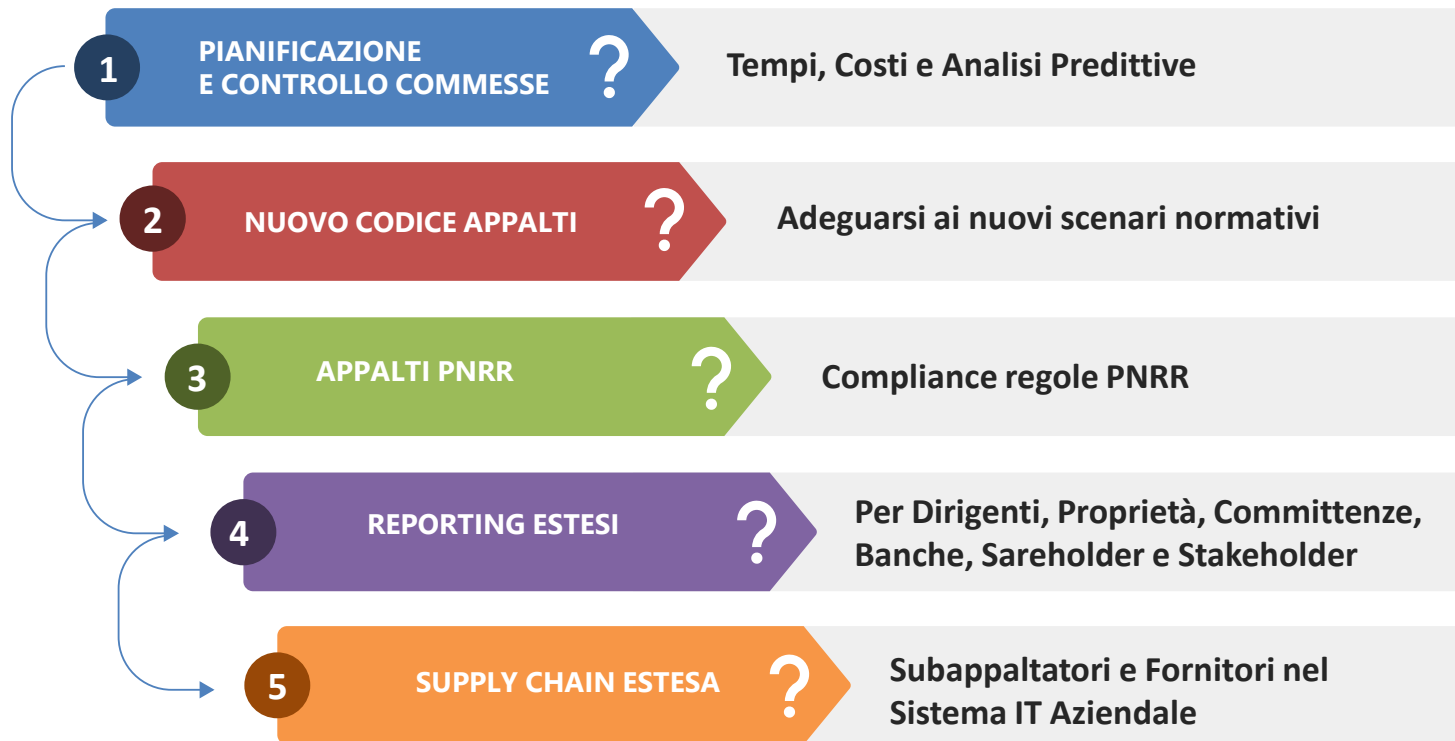 1
PIANIFICAZIONE
E CONTROLLO COMMESSE
?
Tempi, Costi e Analisi Predittive
2
NUOVO CODICE APPALTI
?
Adeguarsi ai nuovi scenari normativi
3
APPALTI PNRR
?
Compliance regole PNRR
4
REPORTING ESTESI
?
Per Dirigenti, Proprietà, Committenze,
Banche, Sareholder e Stakeholder
5
SUPPLY CHAIN ESTESA
?
Subappaltatori e Fornitori nel
Sistema IT Aziendale